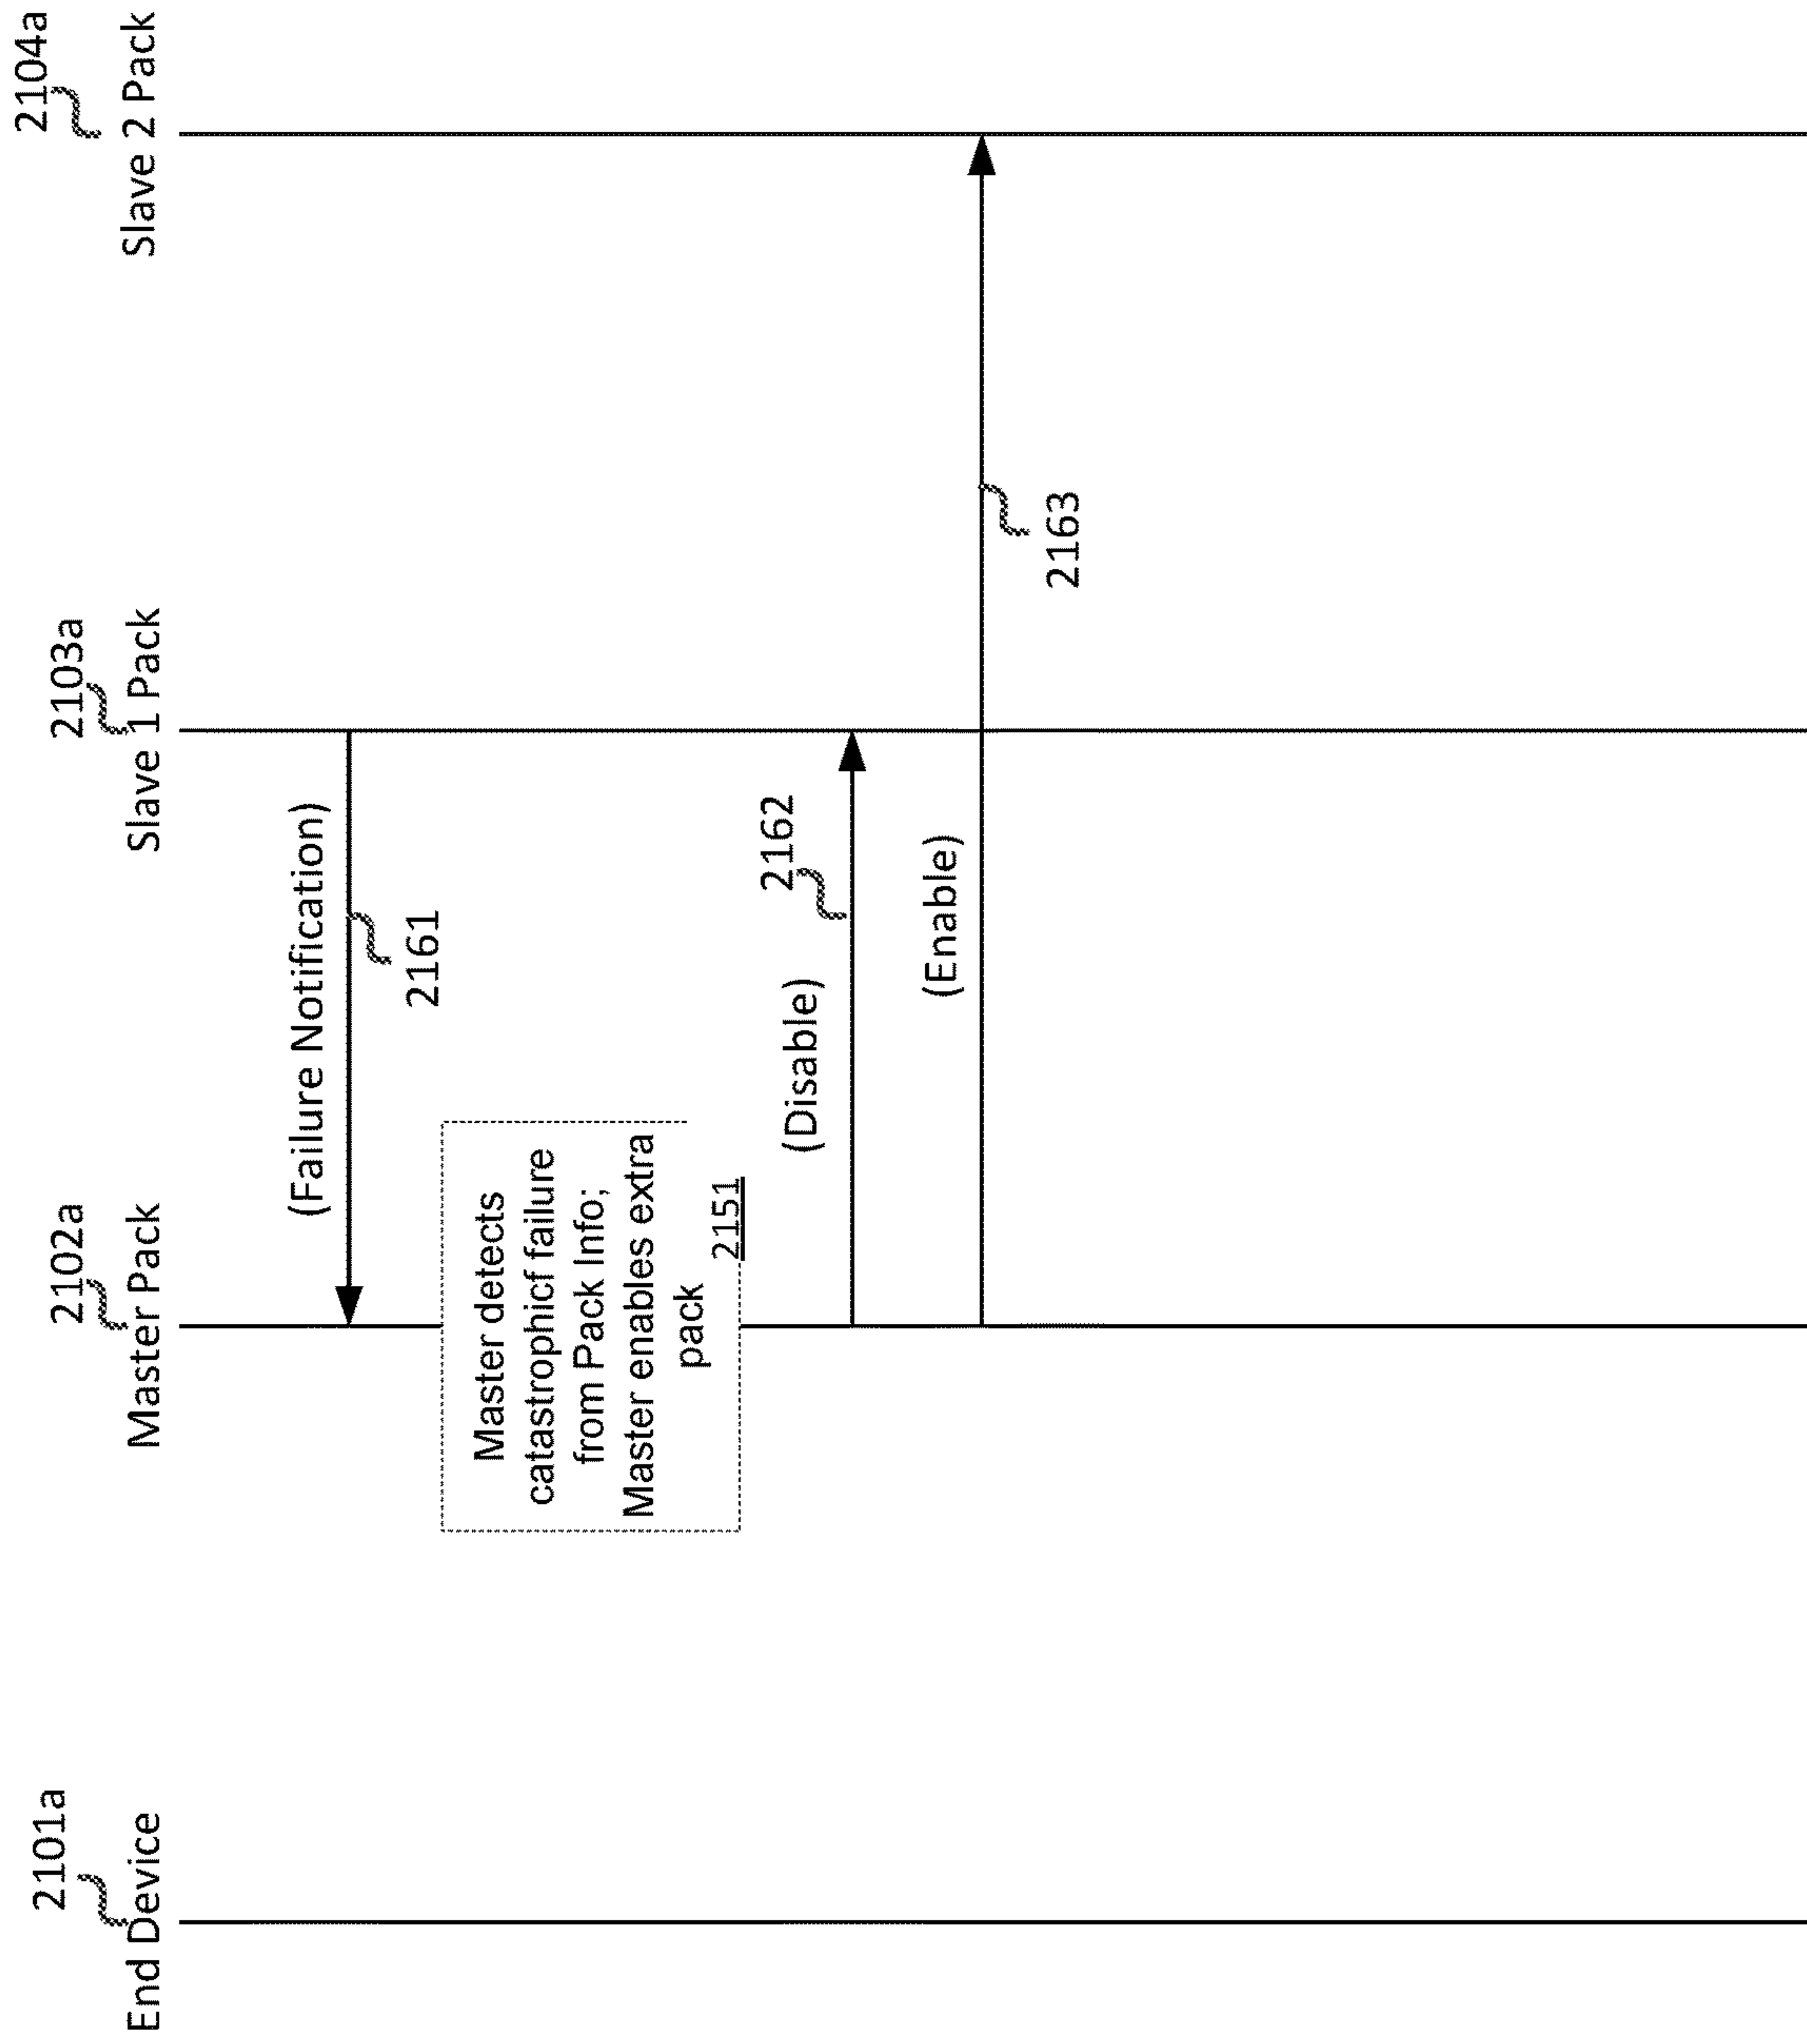 2101a
End Device
2102a
Master Pack
2103a
Slave 1 Pack
2104a
Slave 2 Pack
(Failure Notification)
2161
Master detects
catastrophicf failure
from Pack Info;
Master enables extra
pack
2151
(Disable)
2162
(Enable)
2163